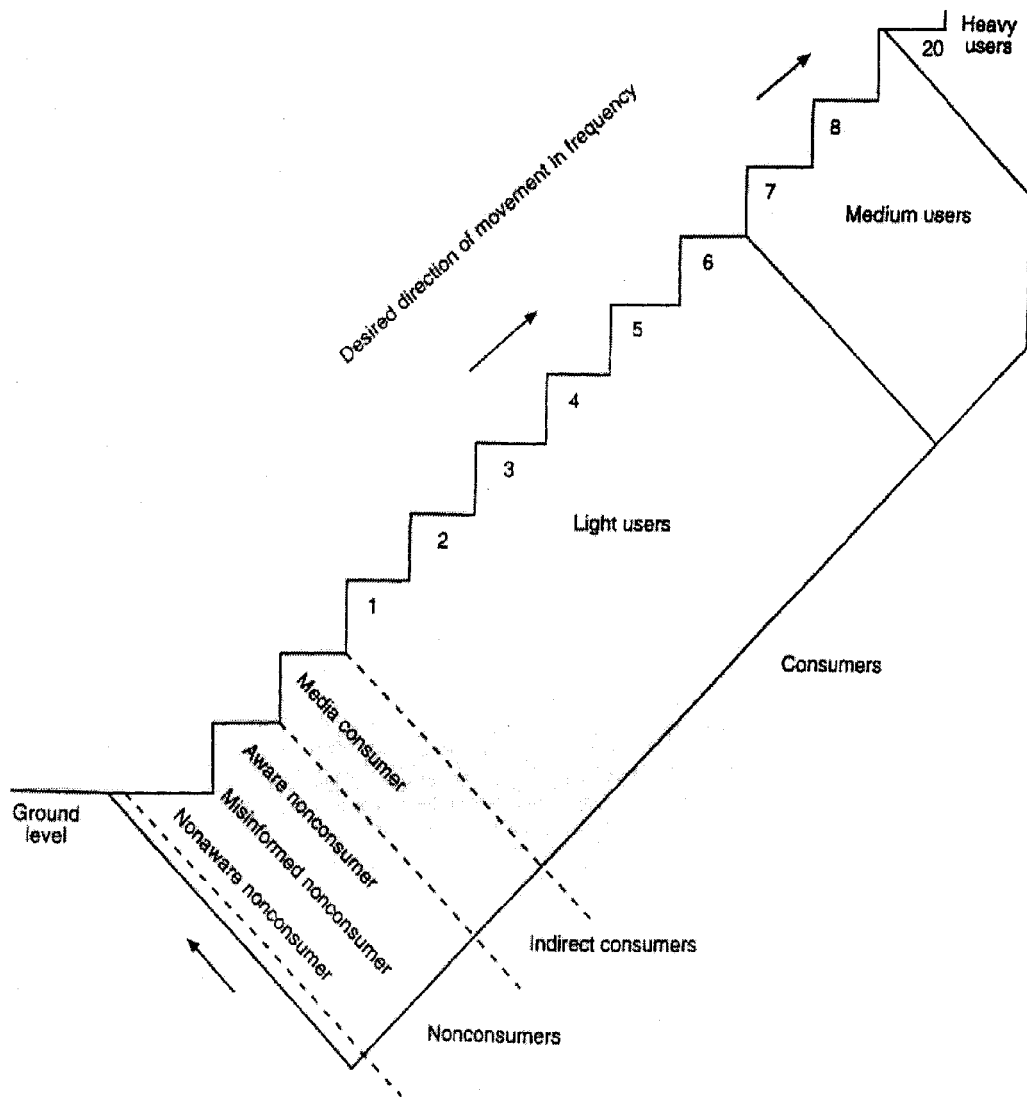 Heavy
users
20
8
7
Medium users
Desired direction of movement in frequency
6
5
4
3
Light users
2
1
Consumers
Media consumer
Aware nonconsumer
Misinformed nonconsumer
Nonaware nonconsumer
Ground
level
Indirect consumers
Nonconsumers